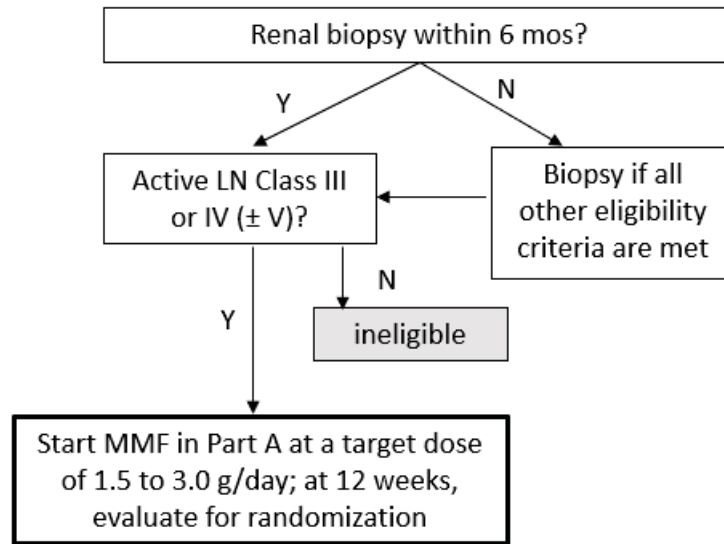 Renal biopsy within 6 mos?
Y
N
Active LN Class III
or IV (± V)?
Biopsy if all
other eligibility
criteria are met
N
Y
ineligible
Start MMF in Part A at a target dose
of 1.5 to 3.0 g/day; at 12 weeks,
evaluate for randomization